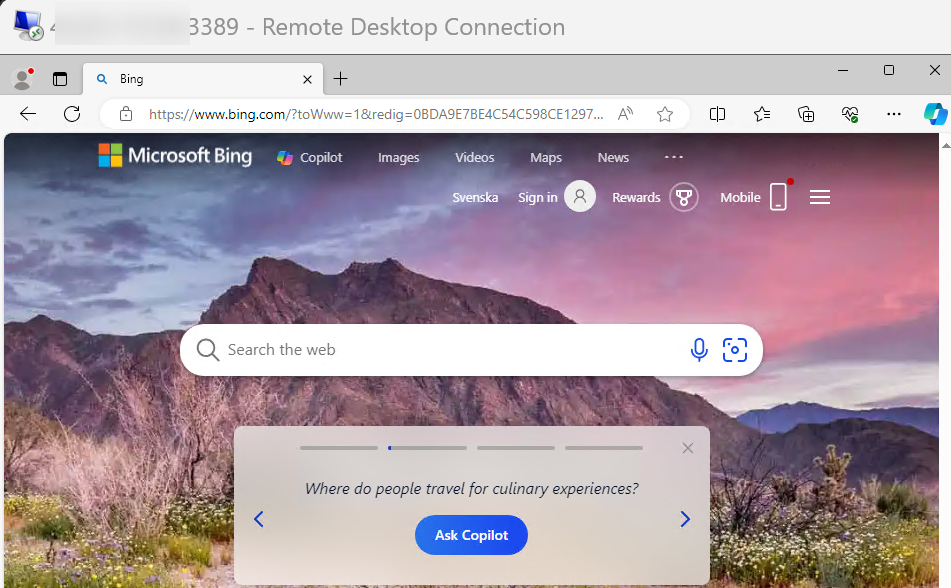 3389 - Remote Desktop Connection
Bing
https://www.bing.com/?toWww=1&redig=0BDA9E7BE4C54C598CE1297...
Microsoft Bing Copilot Images Videos Maps News
Svenska Sign in Rewards Mobile
Search the web
Where do people travel for culinary experiences?
Ask Copilot